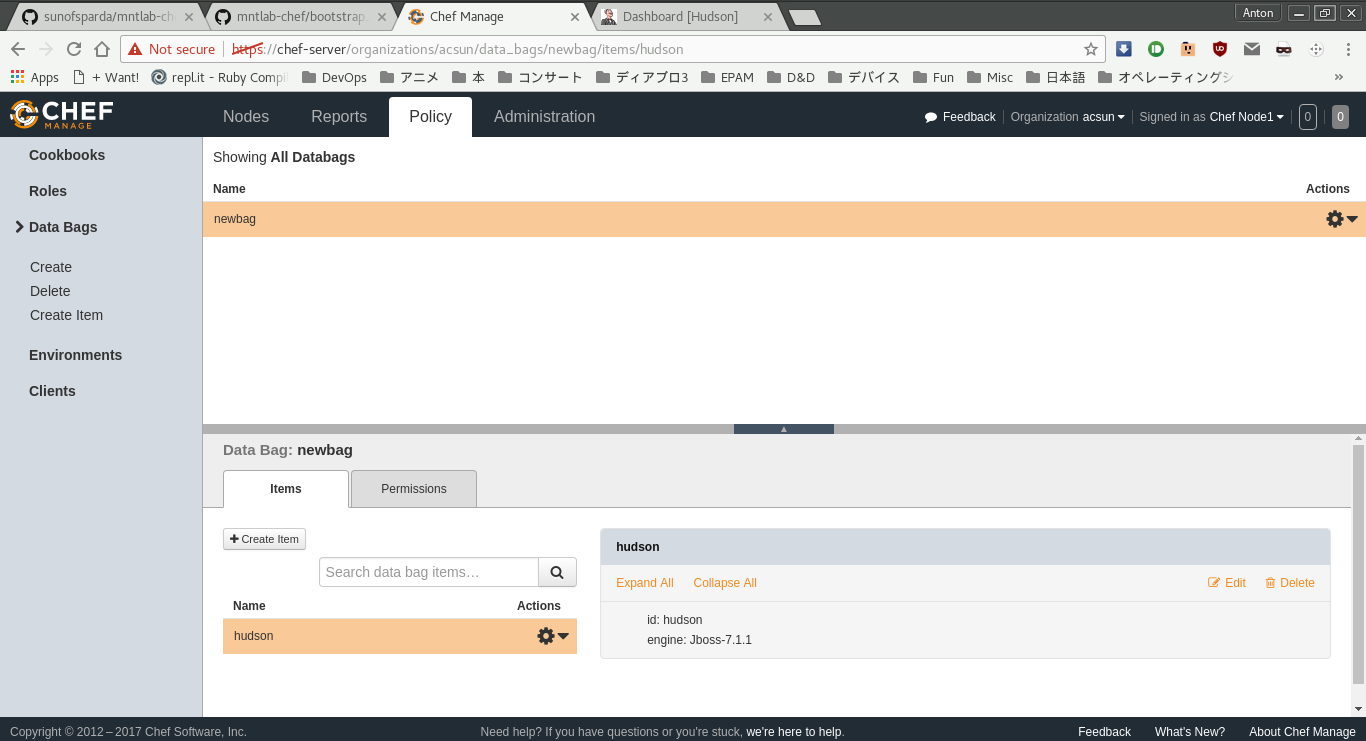 sunofsparda/mntlab-che
mntlab-chef/bootstrap.
Chef Manage
Dashboard [Hudson]
Anton
Not secure https://chef-server/organizations/acsun/data_bags/newbag/items/hudson
Apps + Want! repl.it - Ruby Compil DevOps アニメ 本 コンサート ディアブロ3 EPAM D&D デバイス Fun Misc 日本語 オペレーティングシ »
CHEF
MANAGE
Nodes Reports Policy Administration
Feedback Organization acsun Signed in as Chef Node1 0 0
Cookbooks
Roles
Data Bags
Create
Delete
Create Item
Environments
Clients
Showing All Databags
Name Actions
newbag
Data Bag: newbag
Items Permissions
Create Item
Search data bag items…
Name Actions
hudson
hudson
Expand All Collapse All Edit Delete
id: hudson
engine: Jboss-7.1.1
Copyright © 2012 – 2017 Chef Software, Inc.
Need help? If you have questions or you're stuck, we're here to help.
Feedback What's New? About Chef Manage